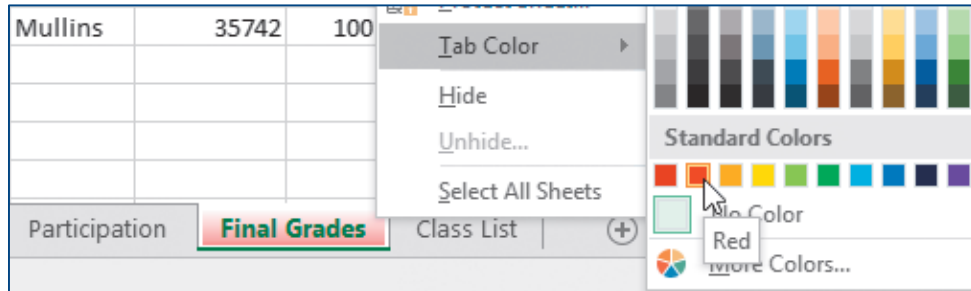 Mullins 35742 100
Tab Color
Hide
Unhide...
Select All Sheets
Standard Colors
No Color
Red
More Colors...
Participation Final Grades Class List